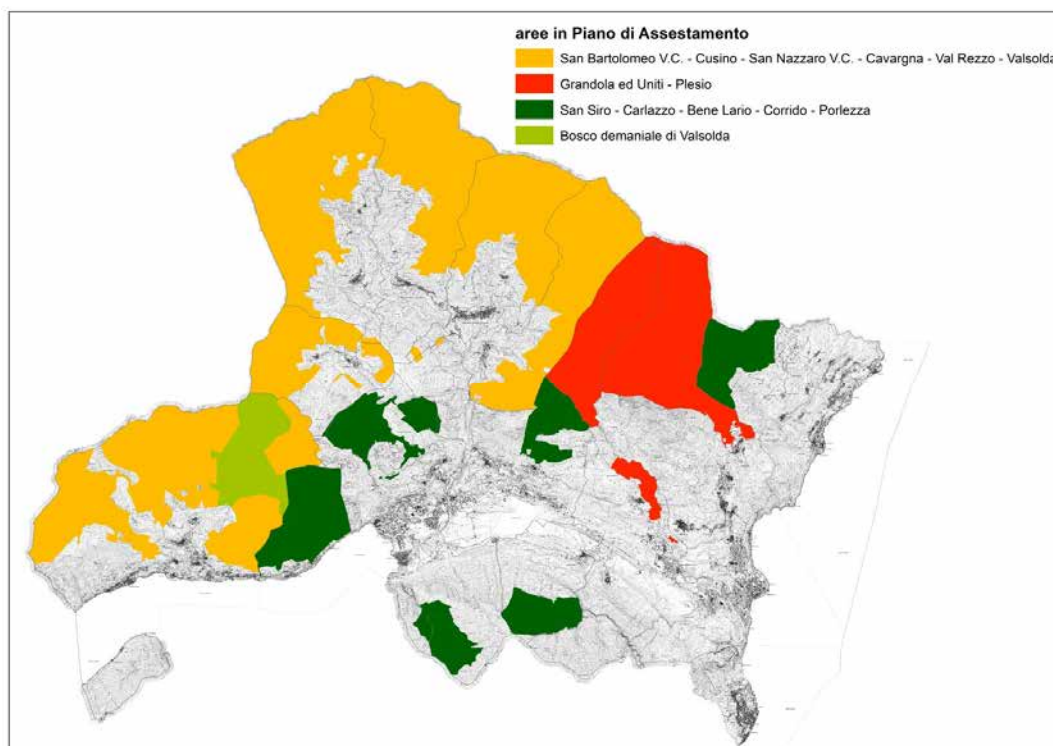 aree in Piano di Assestamento
San Bartolomeo V.C. - Cusino - San Nazzaro V.C. - Cavargna - Val Rezzo - Valsolda
Grandola ed Uniti - Plesio
San Siro - Carlazzo - Bene Lario - Corrido - Porlezza
Bosco demaniale di Valsolda